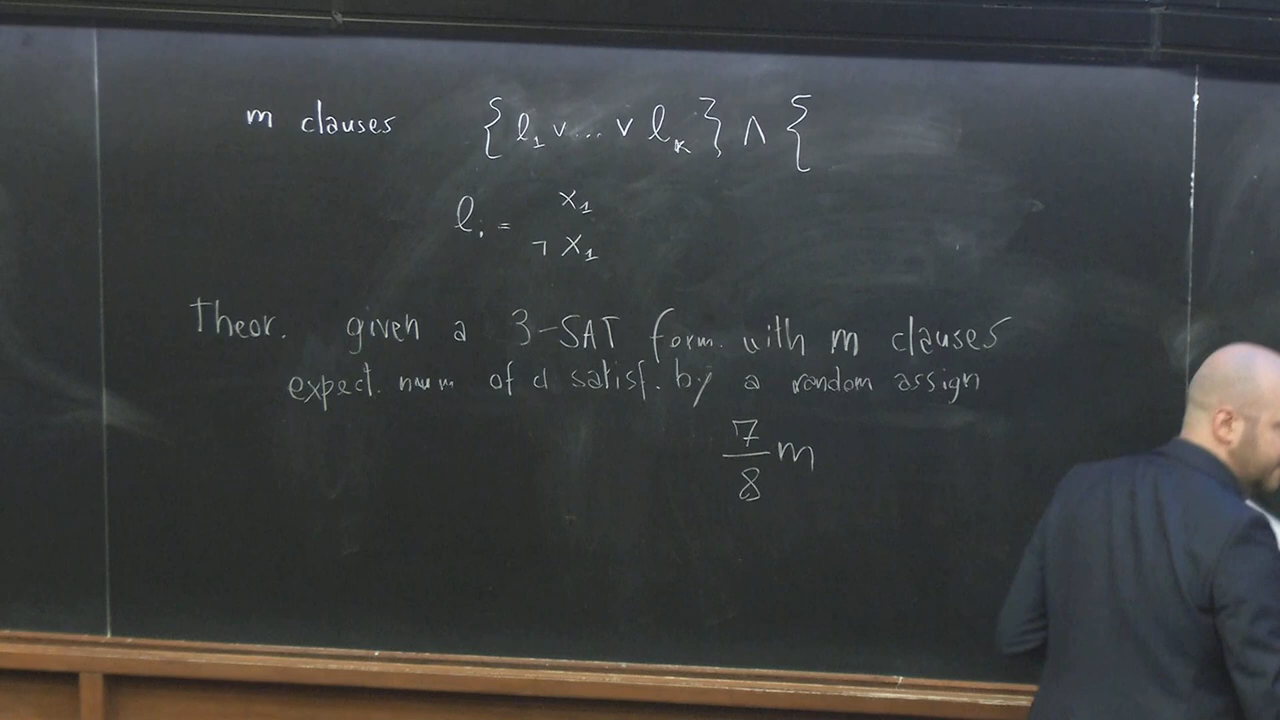 m clauses { l₁ ∨ ... ∨ lₖ } ∧ {
lᵢ = x₁
¬ x₁
Theor. given a 3-SAT form. with m clauses
expect. num of cl satisf. by a random assign
7/8 m